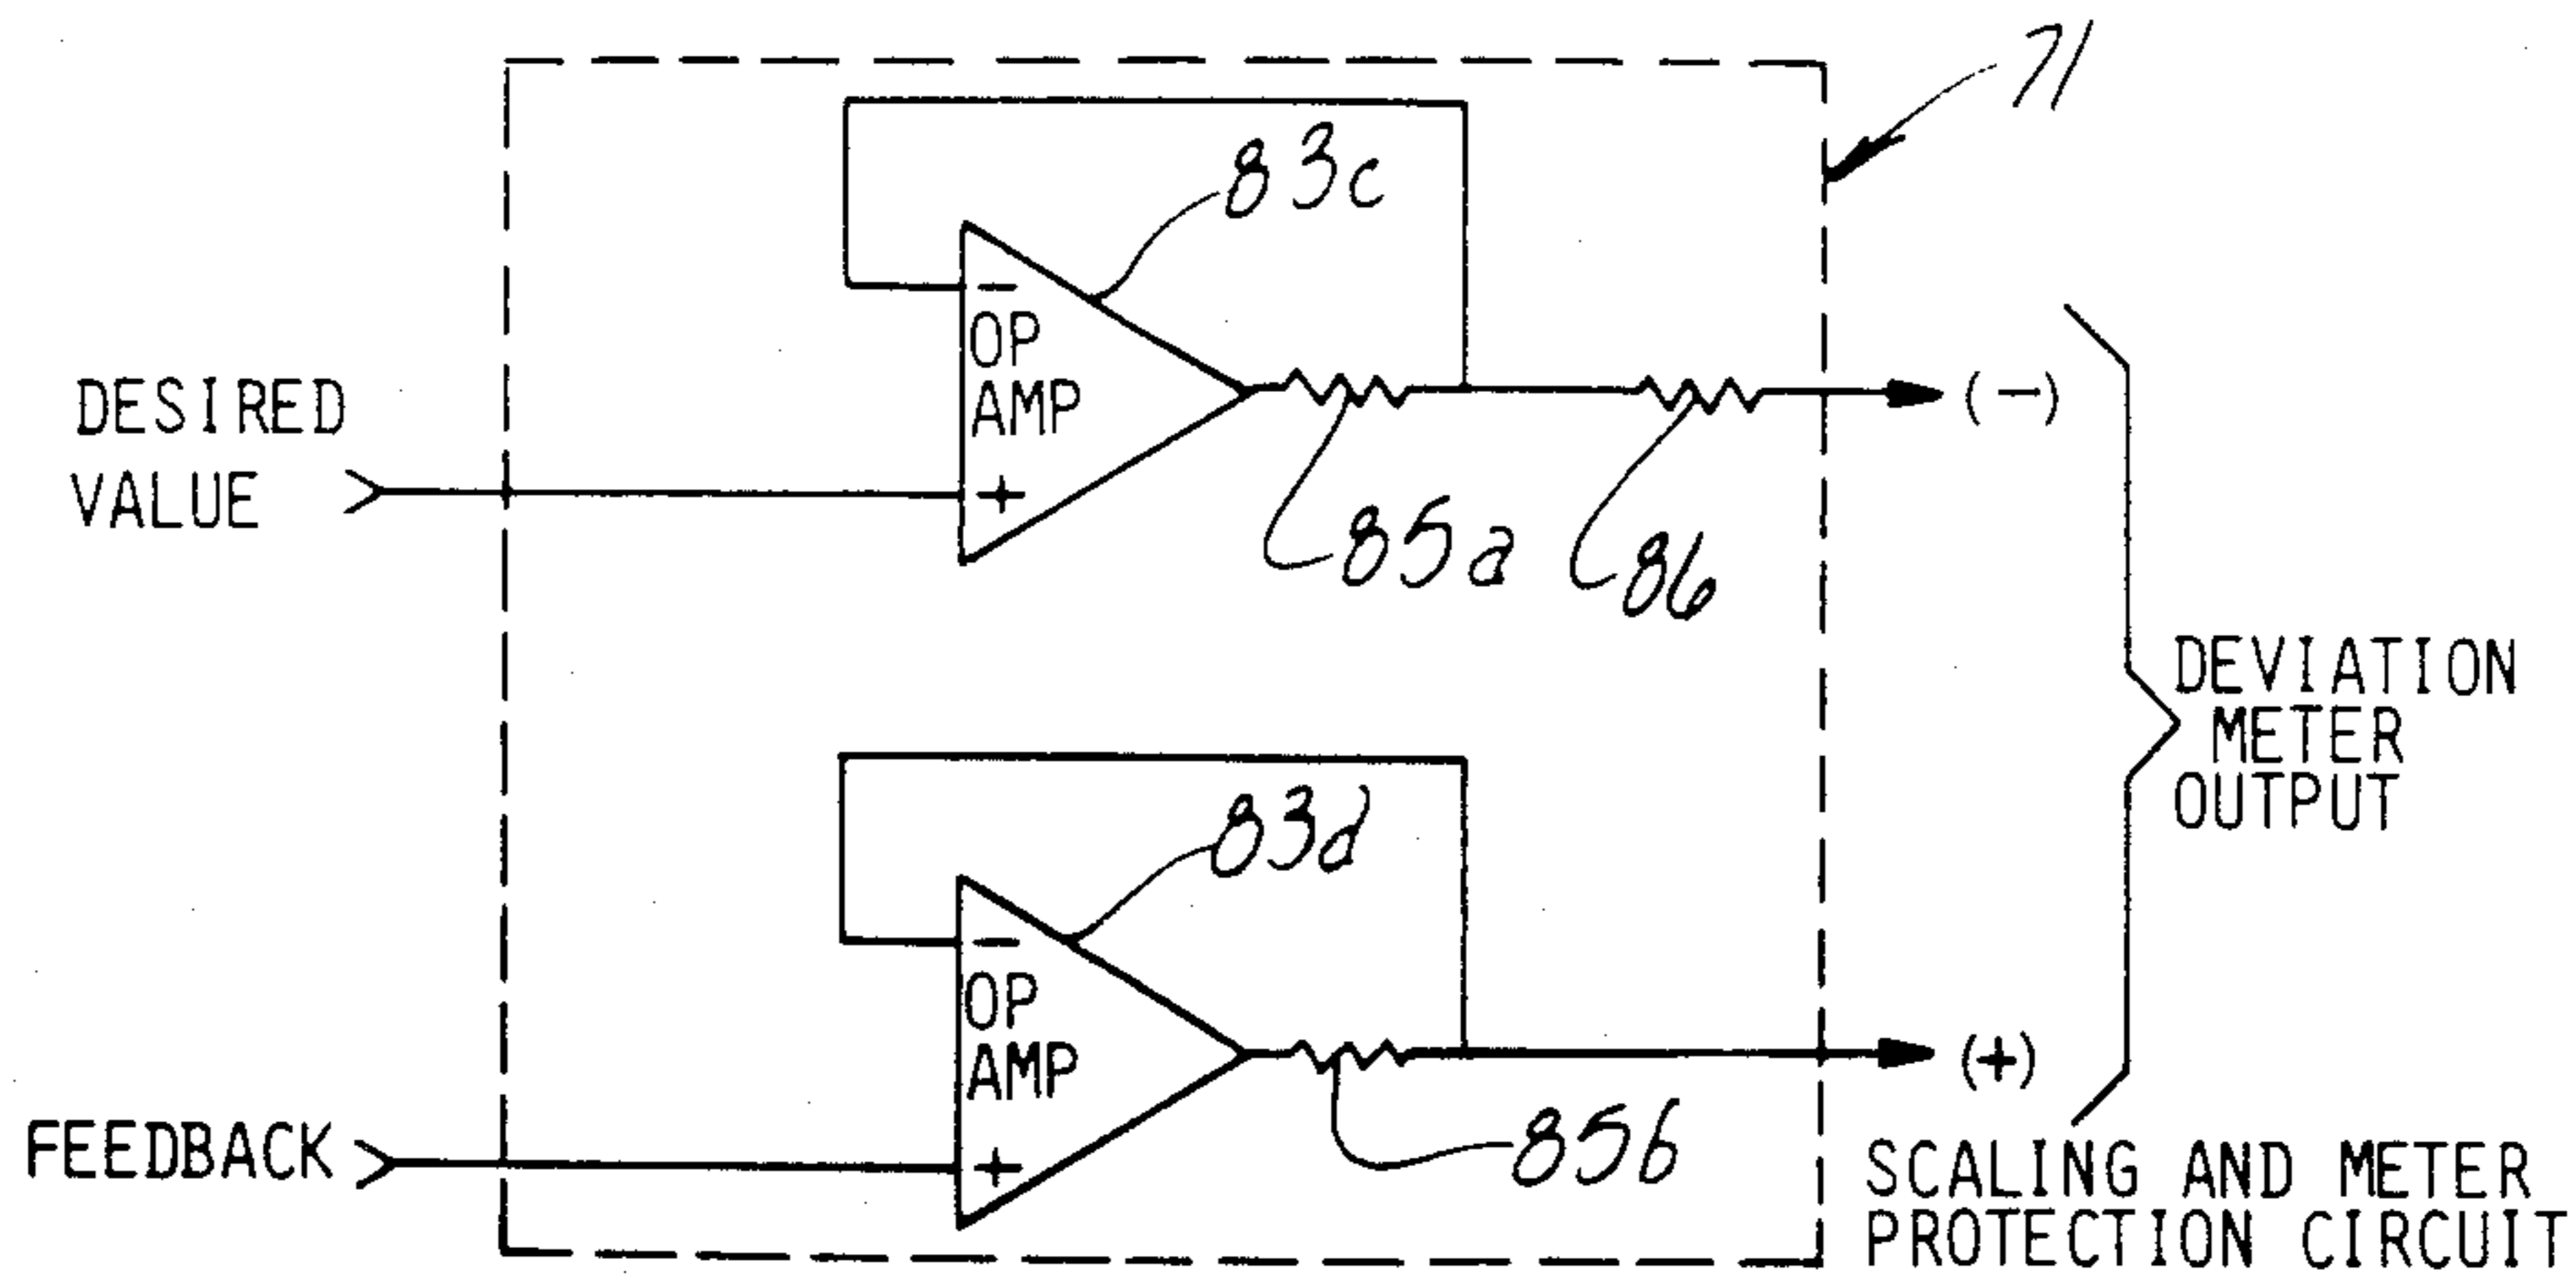 71
83c
-
OP
AMP
+
DESIRED
VALUE
85a
86
(-)
DEVIATION
METER
OUTPUT
83d
-
OP
AMP
+
FEEDBACK
85b
(+)
SCALING AND METER
PROTECTION CIRCUIT